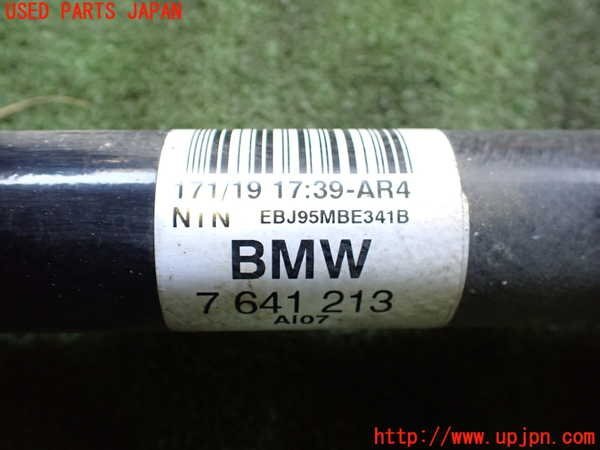 USED PARTS JAPAN
171/19 17:39-AR4
NTN EBJ95MBE341B
BMW
7 641 213
AI07
http://www.upjpn.com/